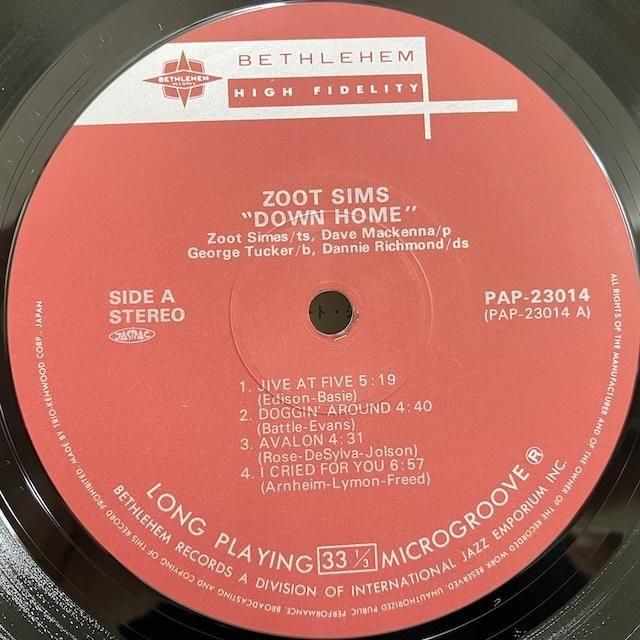 BETHLEHEM
RECORDS
BETHLEHEM
HIGH FIDELITY
ZOOT SIMS
"DOWN HOME"
Zoot Simes/ts, Dave Mackenna/p
George Tucker/b, Dannie Richmond/ds
SIDE A
STEREO
JASRAC
PAP-23014
(PAP-23014 A)
1. JIVE AT FIVE 5:19
(Edison-Basie)
2. DOGGIN' AROUND 4:40
(Battle-Evans)
3. AVALON 4:31
(Rose-DeSylva-Jolson)
4. I CRIED FOR YOU 6:57
(Arnheim-Lymon-Freed)
LONG PLAYING 33 1/3 MICROGROOVE ®
BETHLEHEM RECORDS A DIVISION OF INTERNATIONAL JAZZ EMPORIUM INC.
ALL RIGHTS OF THE MANUFACTURER AND OF THE OWNER OF THE RECORDED WORK RESERVED. UNAUTHORIZED PUBLIC PERFORMANCE, BROADCASTING AND COPYING OF THIS RECORD PROHIBITED. MADE BY TRIO-KENWOOD CORP., JAPAN